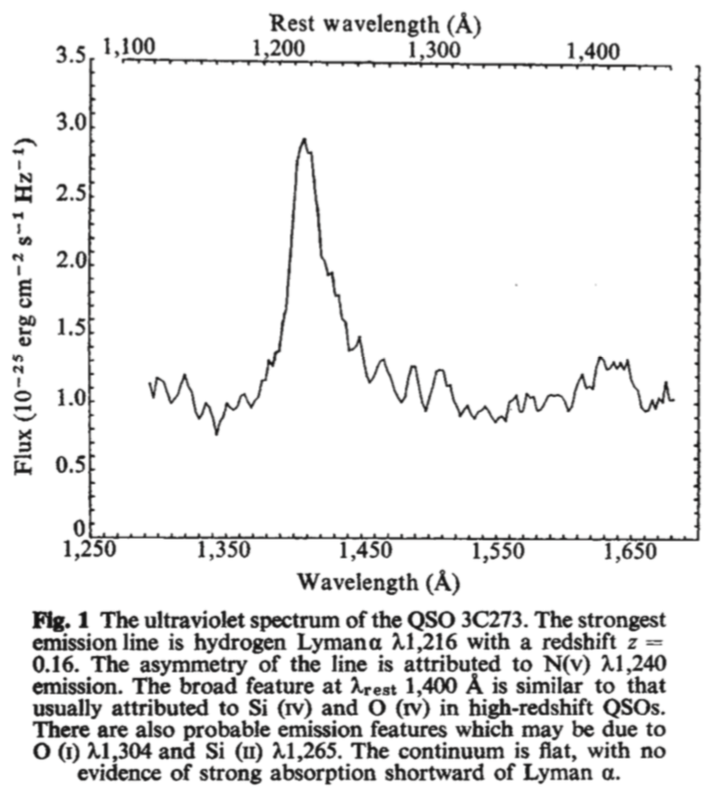 Rest wavelength (Å)
1,100 1,200 1,300 1,400
3.5
3.0
2.5
2.0
1.5
1.0
0.5
0
Flux (10⁻²⁵ erg cm⁻² s⁻¹ Hz⁻¹)
1,250 1,350 1,450 1,550 1,650
Wavelength (Å)
Fig. 1 The ultraviolet spectrum of the QSO 3C273. The strongest
emission line is hydrogen Lymanα λ1,216 with a redshift z =
0.16. The asymmetry of the line is attributed to N(v) λ1,240
emission. The broad feature at λrest 1,400 Å is similar to that
usually attributed to Si (IV) and O (IV) in high-redshift QSOs.
There are also probable emission features which may be due to
O (I) λ1,304 and Si (II) λ1,265. The continuum is flat, with no
evidence of strong absorption shortward of Lyman α.